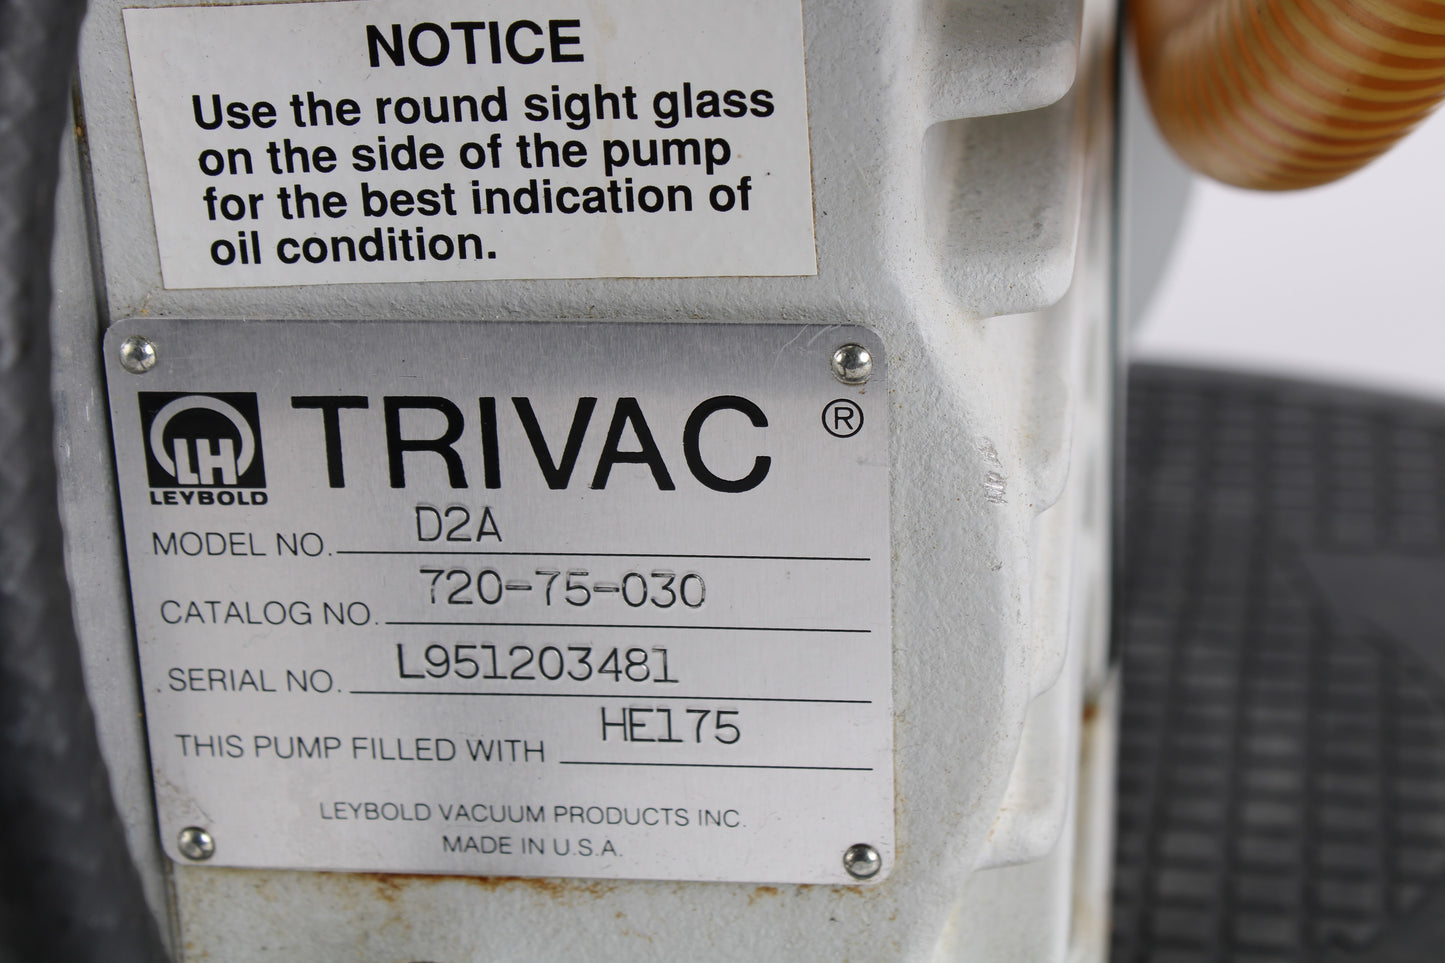 NOTICE
Use the round sight glass
on the side of the pump
for the best indication of
oil condition.
LH
LEYBOLD
TRIVAC ®
MODEL NO. D2A
CATALOG NO. 720-75-030
SERIAL NO. L951203481
THIS PUMP FILLED WITH HE175
LEYBOLD VACUUM PRODUCTS INC.
MADE IN U.S.A.